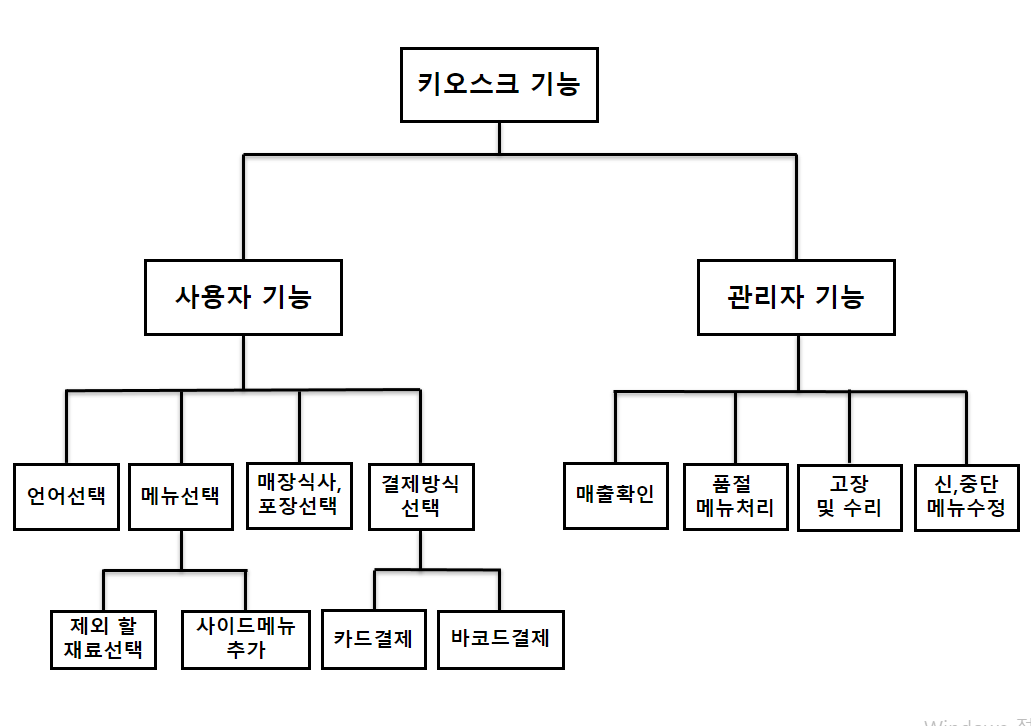 키오스크 기능
사용자 기능
관리자 기능
언어선택
메뉴선택
매장식사,
포장선택
결제방식
선택
매출확인
품절
메뉴처리
고장
및 수리
신,중단
메뉴수정
제외 할
재료선택
사이드메뉴
추가
카드결제
바코드결제
Windows